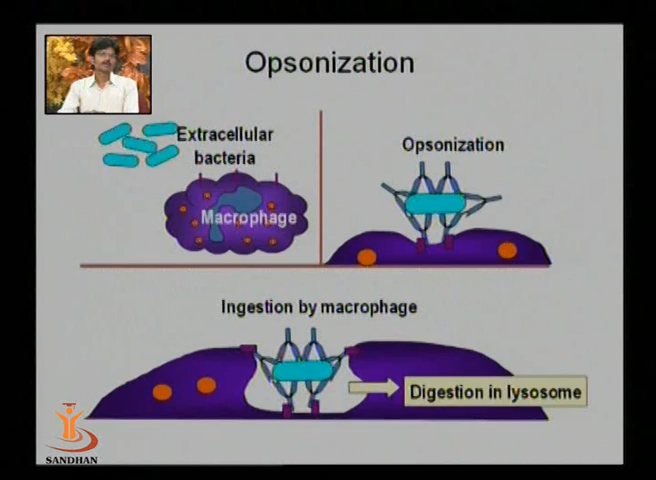 Opsonization
Extracellular
bacteria
Macrophage
Opsonization
Ingestion by macrophage
Digestion in lysosome
SANDHAN